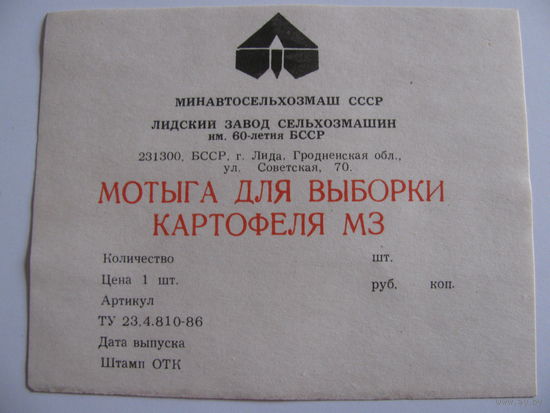 МИНАВТОСЕЛЬХОЗМАШ СССР
ЛИДСКИЙ ЗАВОД СЕЛЬХОЗМАШИН
им. 60-летия БССР
231300, БССР, г. Лида, Гродненская обл.,
ул. Советская, 70.
МОТЫГА ДЛЯ ВЫБОРКИ
КАРТОФЕЛЯ МЗ
Количество шт.
Цена 1 шт. руб. коп.
Артикул
ТУ 23.4.810-86
Дата выпуска
Штамп ОТК